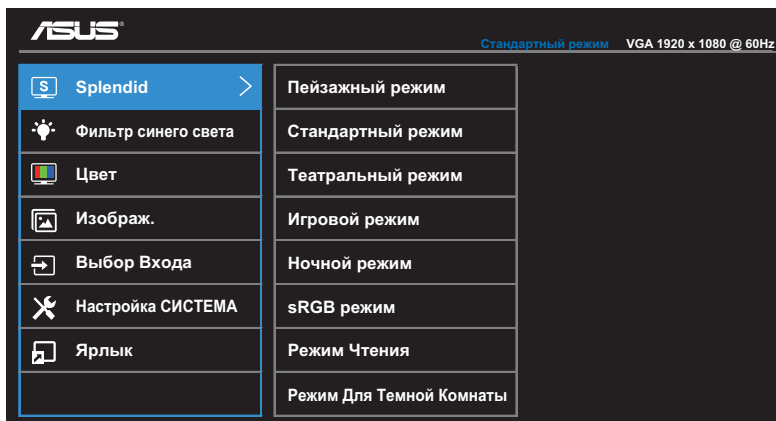 ASUS
Стандартный режим VGA 1920 x 1080 @ 60Hz
S Splendid
Фильтр синего света
Цвет
Изображ.
Выбор Входа
Настройка СИСТЕМА
Ярлык
Пейзажный режим
Стандартный режим
Театральный режим
Игровой режим
Ночной режим
sRGB режим
Режим Чтения
Режим Для Темной Комнаты